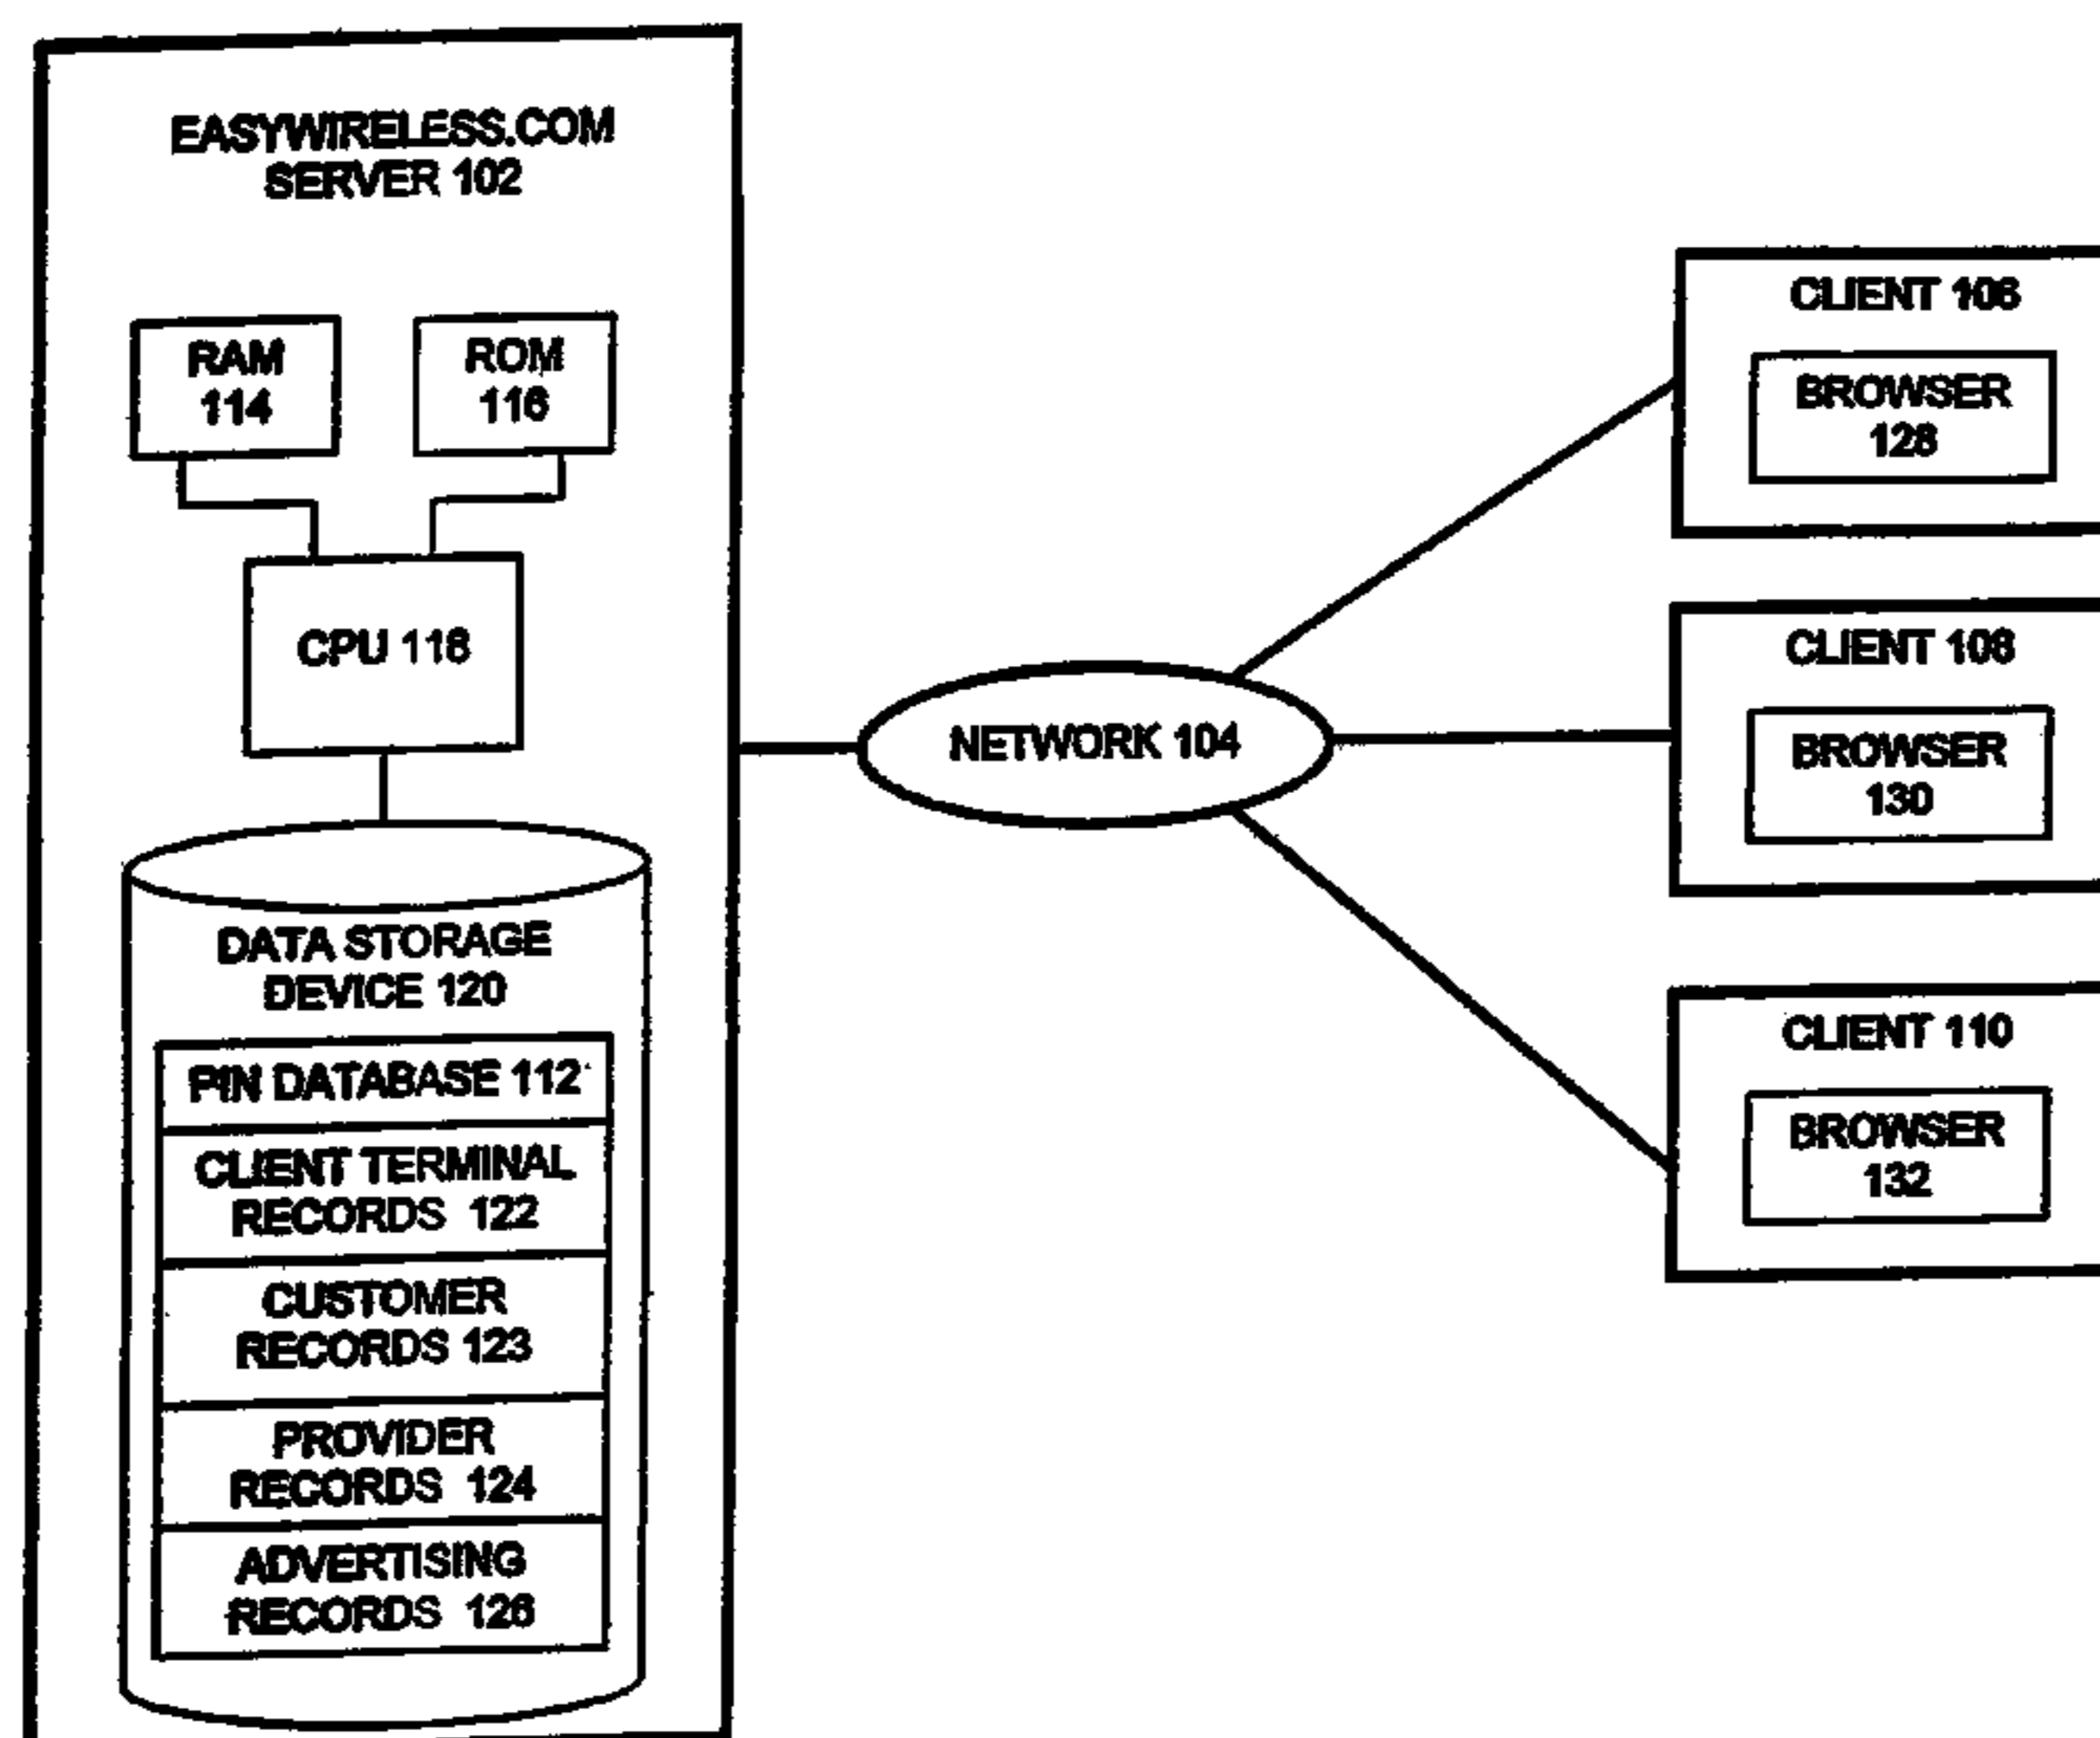 EASYWIRELESS.COM
SERVER 102
RAM
114
ROM
116
CPU 118
DATA STORAGE
DEVICE 120
PIN DATABASE 112
CLIENT TERMINAL
RECORDS 122
CUSTOMER
RECORDS 123
PROVIDER
RECORDS 124
ADVERTISING
RECORDS 126
NETWORK 104
CLIENT 106
BROWSER
128
CLIENT 108
BROWSER
130
CLIENT 110
BROWSER
132